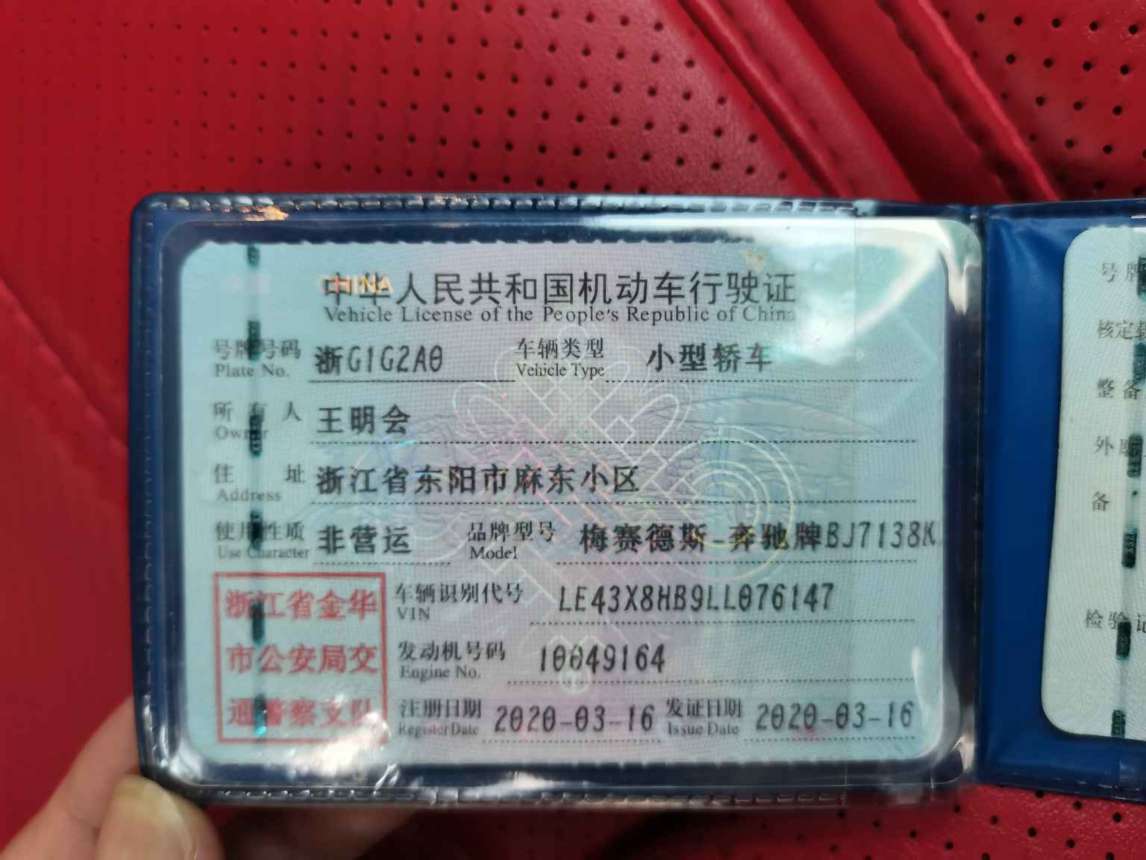 中华人民共和国机动车行驶证
CHINA
Vehicle License of the People's Republic of China
号牌号码 浙G1G2A0 车辆类型 小型轿车
Plate No. Vehicle Type
所有人 王明会
Owner
住址 浙江省东阳市麻东小区
Address
使用性质 非营运 品牌型号 梅赛德斯-奔驰牌BJ7138K
Use Character Model
浙江省金华
市公安局交
通警察支队
车辆识别代号 LE43X8HB9LL076147
VIN
发动机号码 10049164
Engine No.
注册日期 2020-03-16 发证日期 2020-03-16
Register Date Issue Date
号牌
核定
整备
外
备
检验记